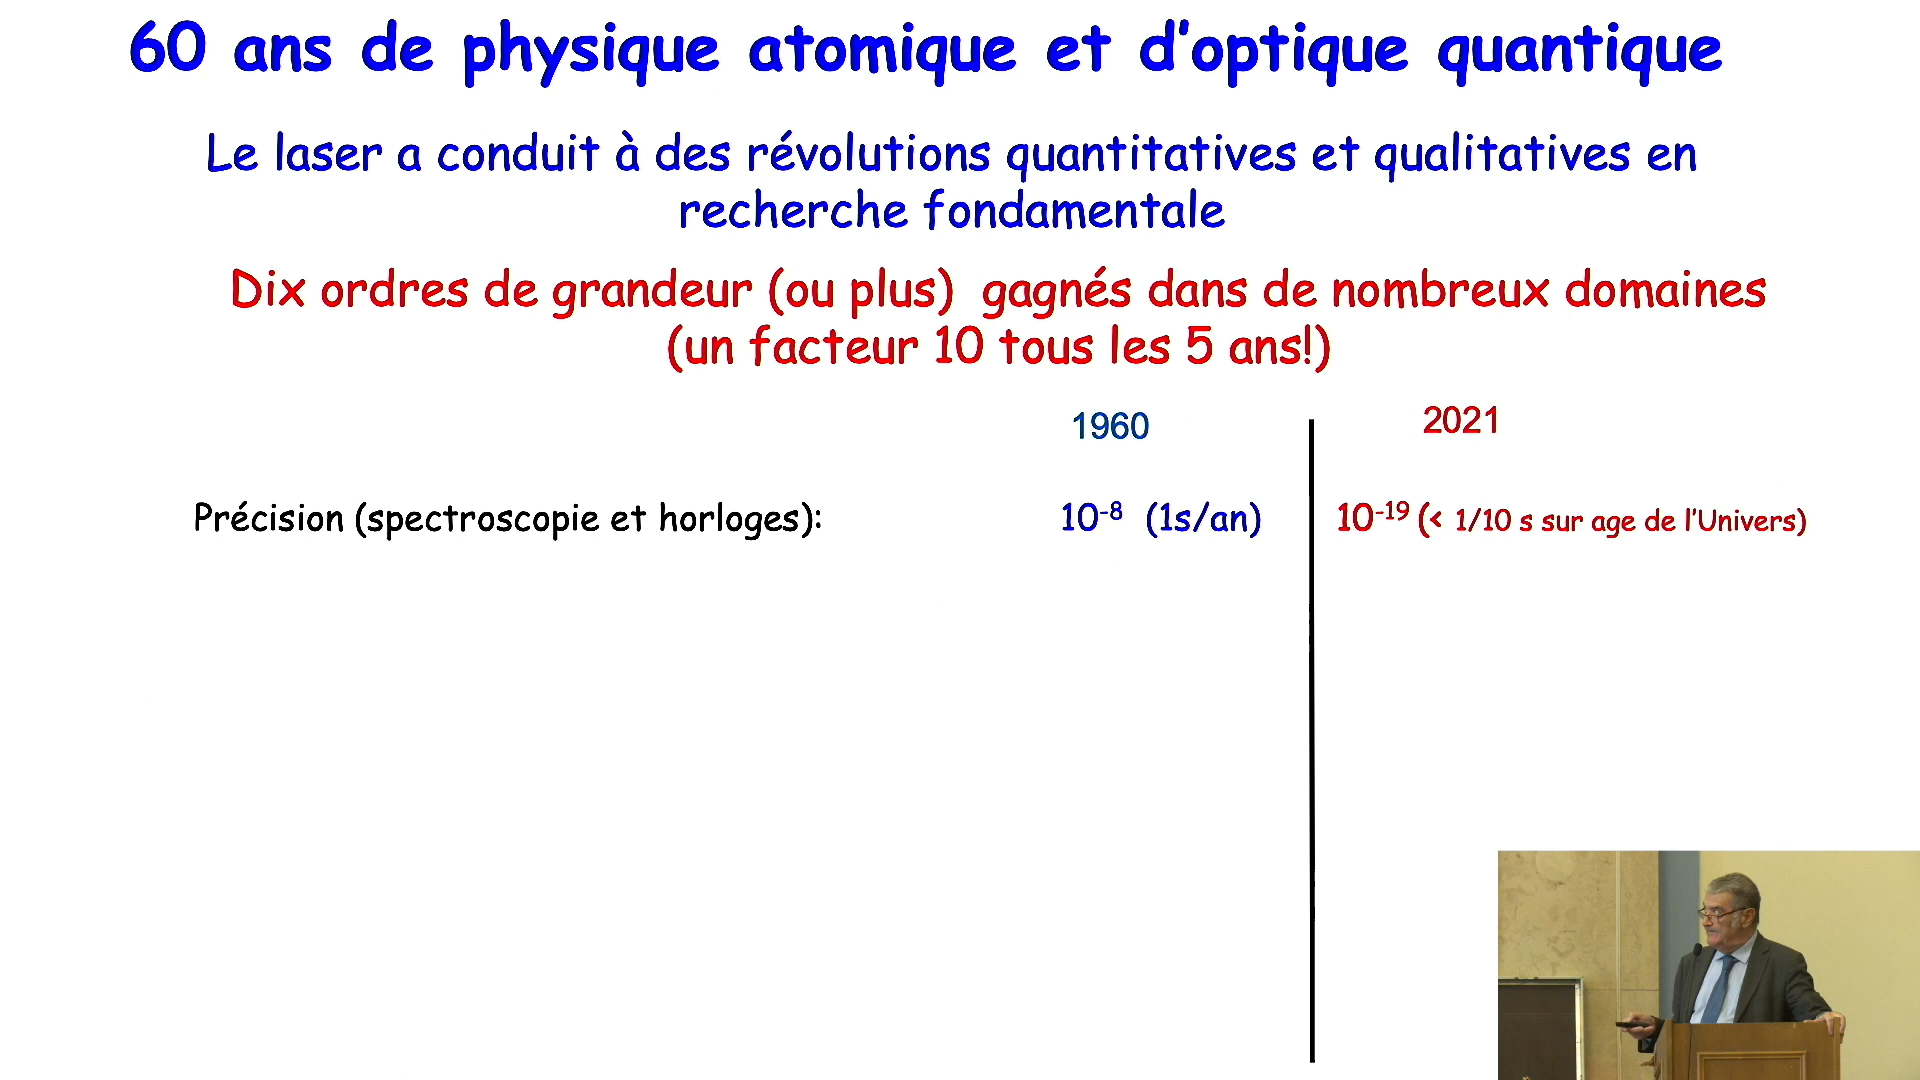 60 ans de physique atomique et d’optique quantique
Le laser a conduit à des révolutions quantitatives et qualitatives en
recherche fondamentale
Dix ordres de grandeur (ou plus) gagnés dans de nombreux domaines
(un facteur 10 tous les 5 ans!)
1960
2021
Précision (spectroscopie et horloges): 10⁻⁸ (1s/an) 10⁻¹⁹ (< 1/10 s sur age de l’Univers)